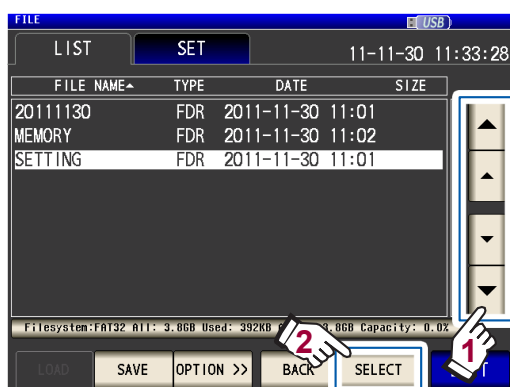 FILE USB
LIST SET 11-11-30 11:33:28
FILE NAME▲ TYPE DATE SIZE
20111130 FDR 2011-11-30 11:01
MEMORY FDR 2011-11-30 11:02
SETTING FDR 2011-11-30 11:01
Filesystem:FAT32 All: 3.8GB Used: 392KB .8GB Capacity: 0.0%
2 1
LOAD SAVE OPTION >> BACK SELECT